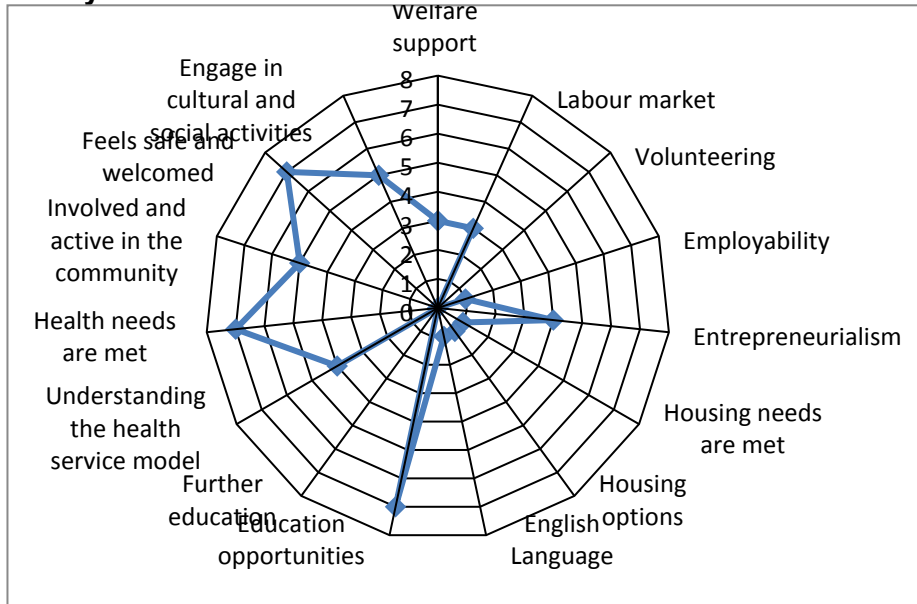 Welfare
support
Labour market
Volunteering
Employability
Entrepreneurialism
Housing needs
are met
Housing
options
English
Language
Education
opportunities
Further
education
Understanding
the health
service model
Health needs
are met
Involved and
active in the
community
Feels safe and
welcomed
Engage in
cultural and
social activities
8
7
6
5
4
3
2
1
0